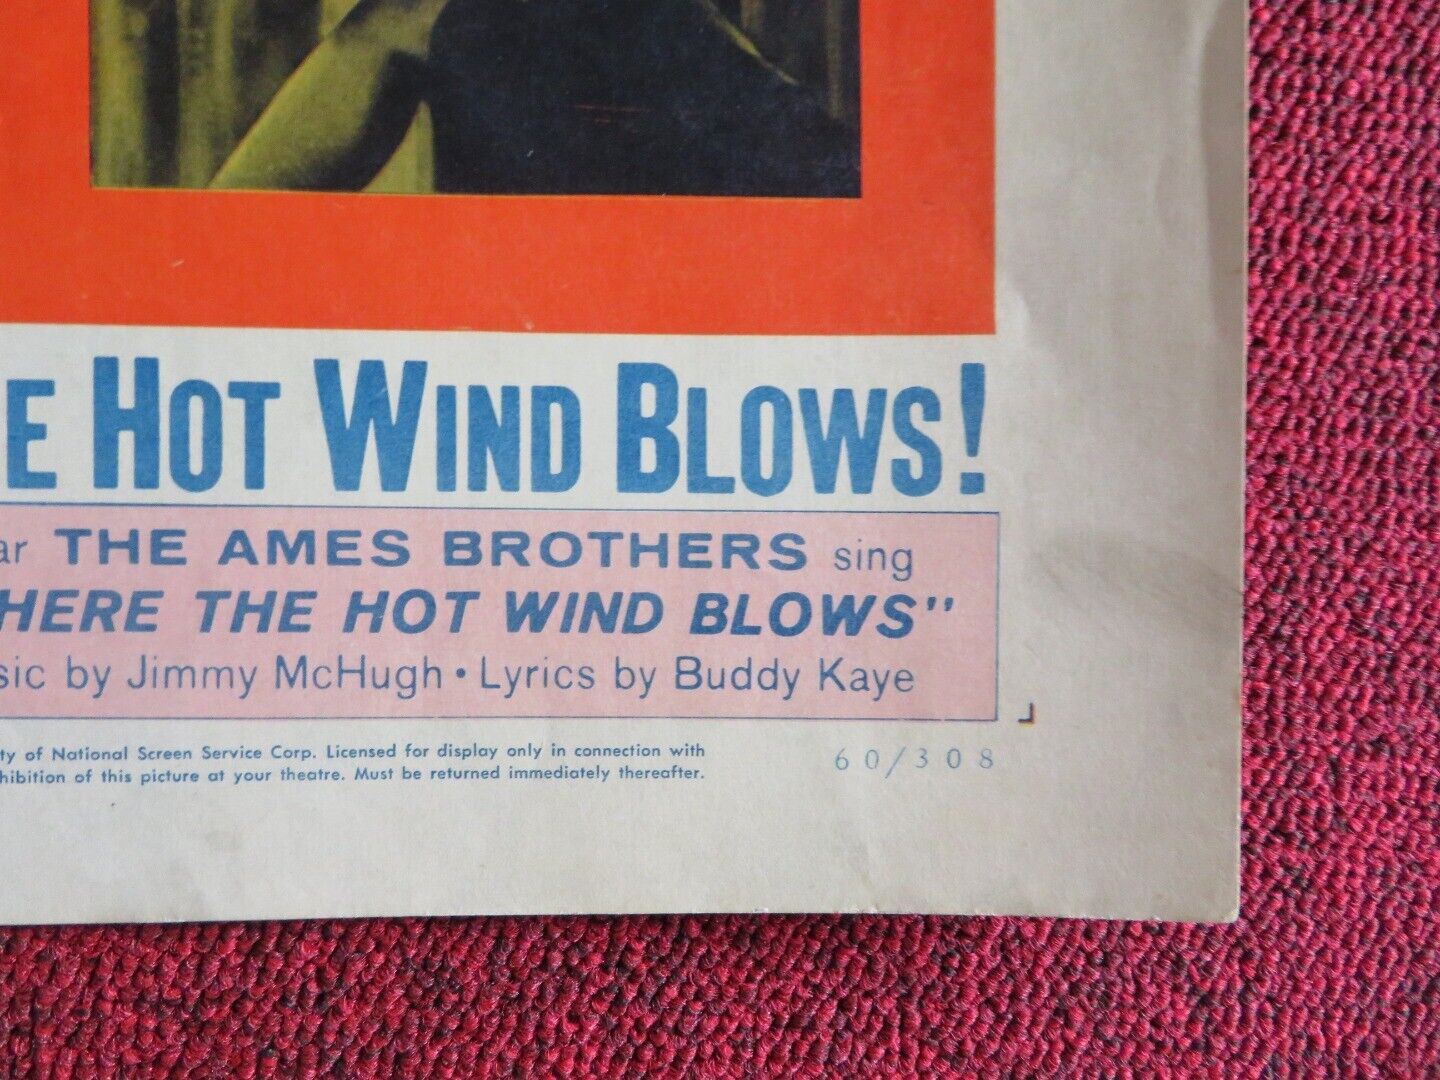 E HOT WIND BLOWS!
ar THE AMES BROTHERS sing
HERE THE HOT WIND BLOWS"
sic by Jimmy McHugh • Lyrics by Buddy Kaye
ty of National Screen Service Corp. Licensed for display only in connection with
hibition of this picture at your theatre. Must be returned immediately thereafter.
60/308